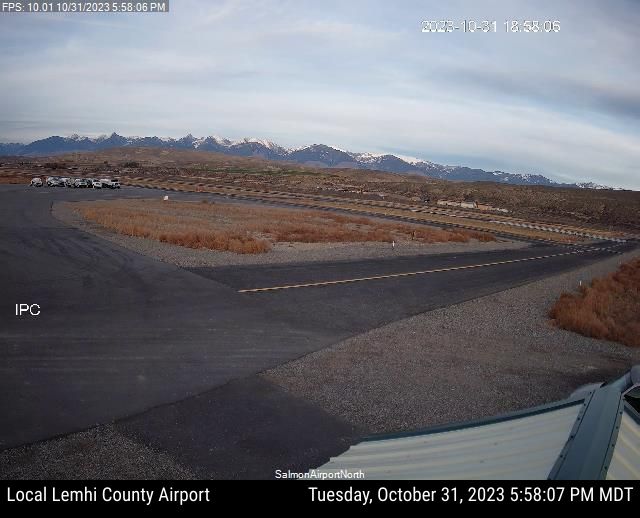 FPS: 10.01 10/31/2023 5:58:06 PM
2023-10-31 18:58:06
IPC
SalmonAirportNorth
Local Lemhi County Airport Tuesday, October 31, 2023 5:58:07 PM MDT